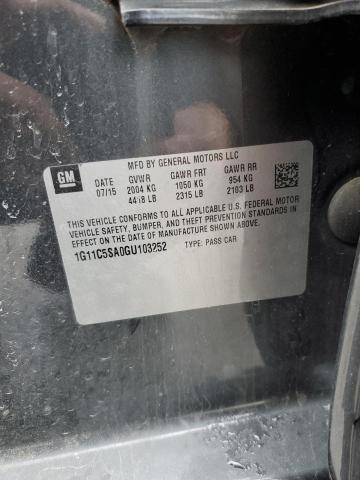 MFD BY GENERAL MOTORS LLC
GM DATE GVWR GAWR FRT GAWR RR
07/15 2004 KG 1050 KG 954 KG
4418 LB 2315 LB 2103 LB
THIS VEHICLE CONFORMS TO ALL APPLICABLE U.S. FEDERAL MOTOR
VEHICLE SAFETY, BUMPER, AND THEFT PREVENTION STANDARDS IN
EFFECT ON THE DATE OF MANUFACTURE SHOWN ABOVE.
1G11C5SA0GU103252 TYPE: PASS CAR